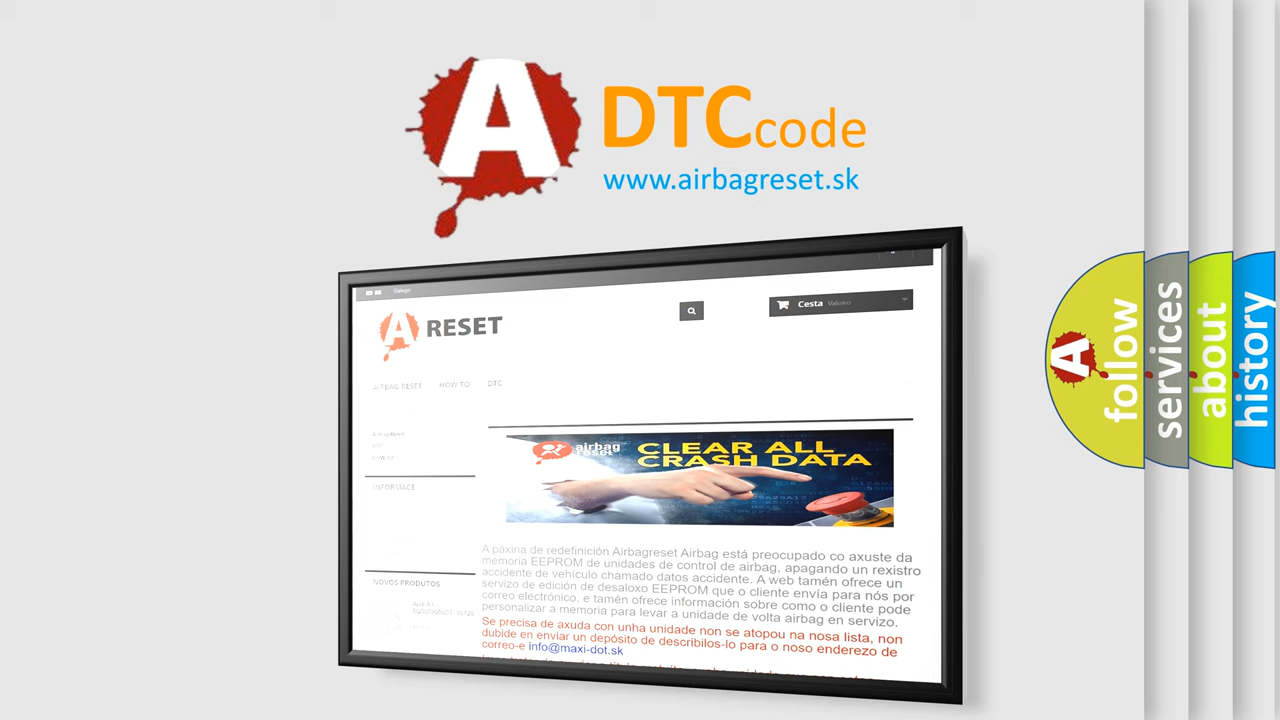 A
DTCcode
www.airbagreset.sk
Galego
A RESET
Cesta Valeiro
AIRBAG RESET HOW TO DTC
Airbag Reset
INFORMACE
airbag
reset
CLEAR ALL
CRASH DATA
A páxina de redefinición Airbagreset Airbag está preocupado co axuste da
memoria EEPROM de unidades de control de airbag, apagando un rexistro
accidente de vehículo chamado datos accidente. A web tamén ofrece un
servizo de edición de desaloxo EEPROM que o cliente envía para nós por
correo electrónico, e tamén ofrece información sobre como o cliente pode
personalizar a memoria para levar a unidade de volta airbag en servizo.
Se precisa de axuda con unha unidade non se atopou na nosa lista, non
dubide en enviar un depósito de describilos-lo para o noso enderezo de
correo-e info@maxi-dot.sk
NOVOS PRODUTOS
A
follow
services
about
history